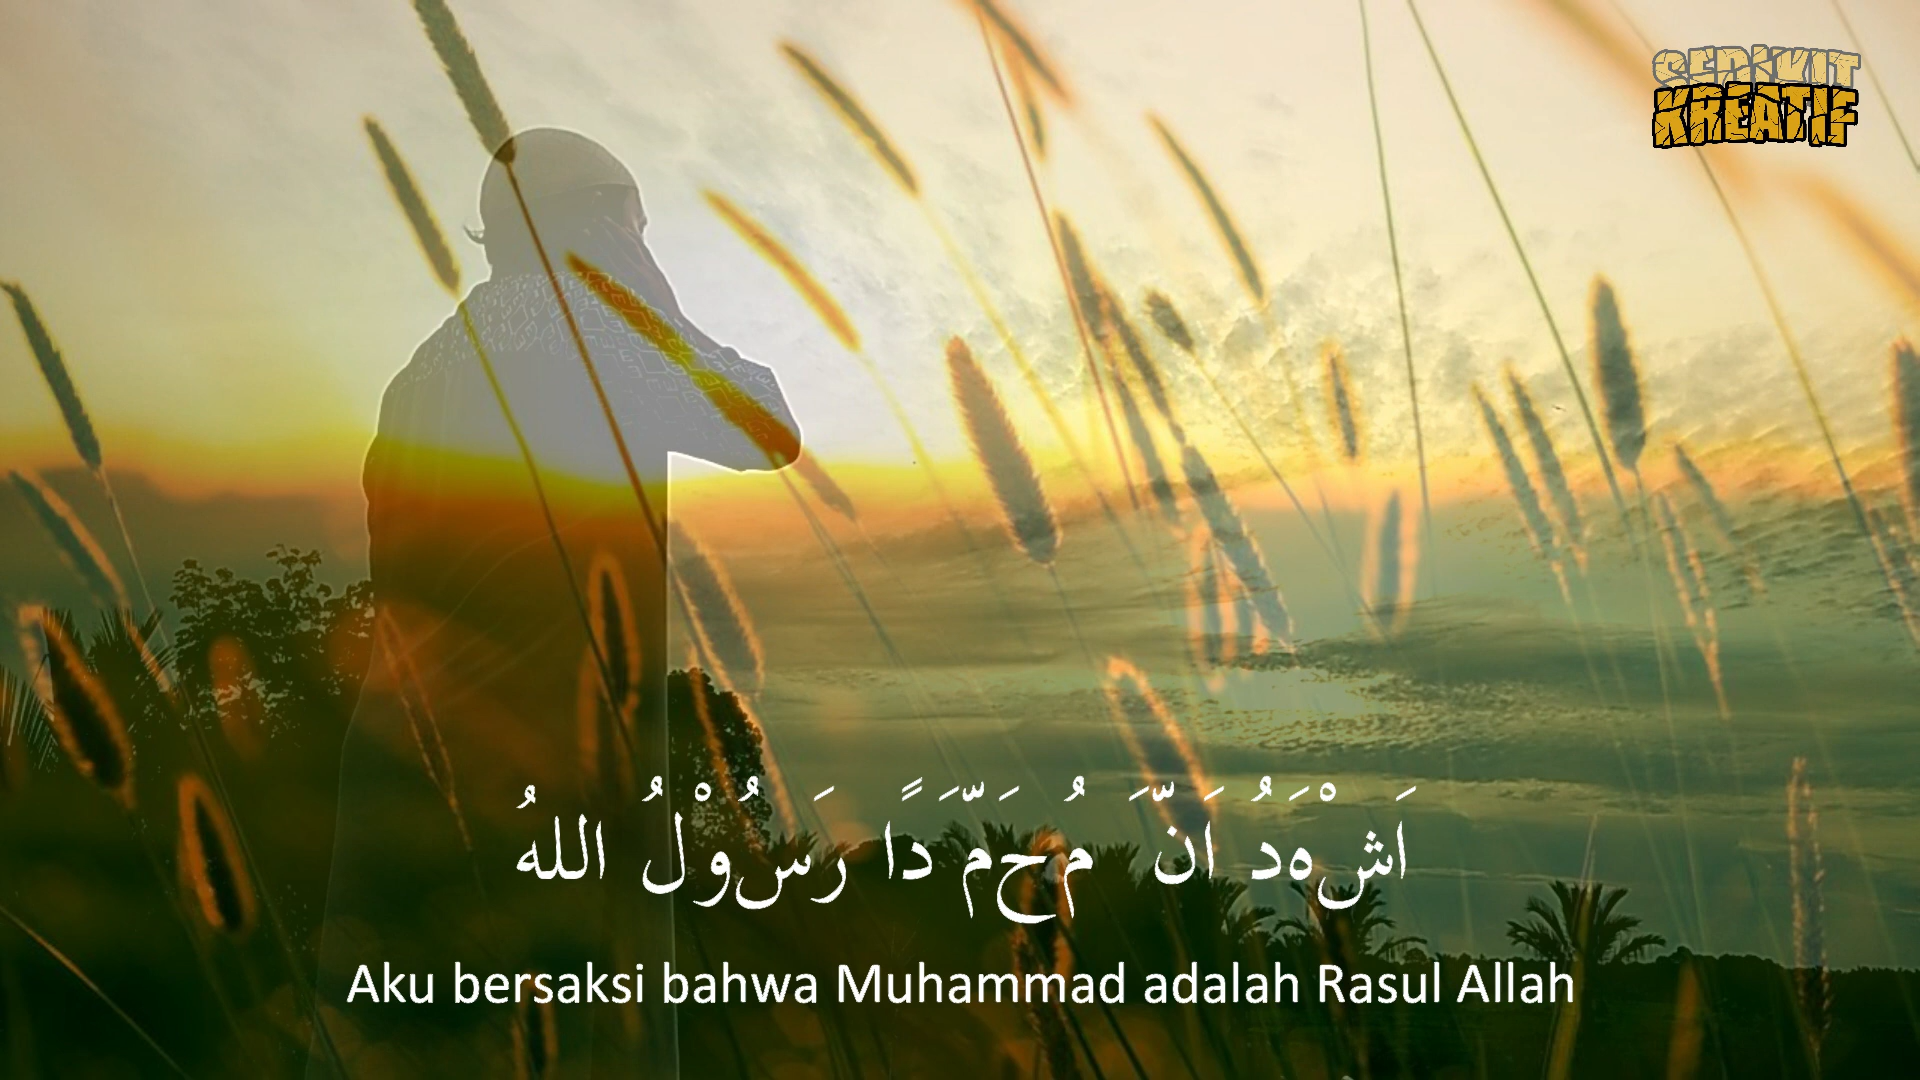 SEDIKIT
KREATIF
اَشْهَدُ اَنَّ مُحَمَّدًا رَسُوْلُ اللهُ
Aku bersaksi bahwa Muhammad adalah Rasul Allah